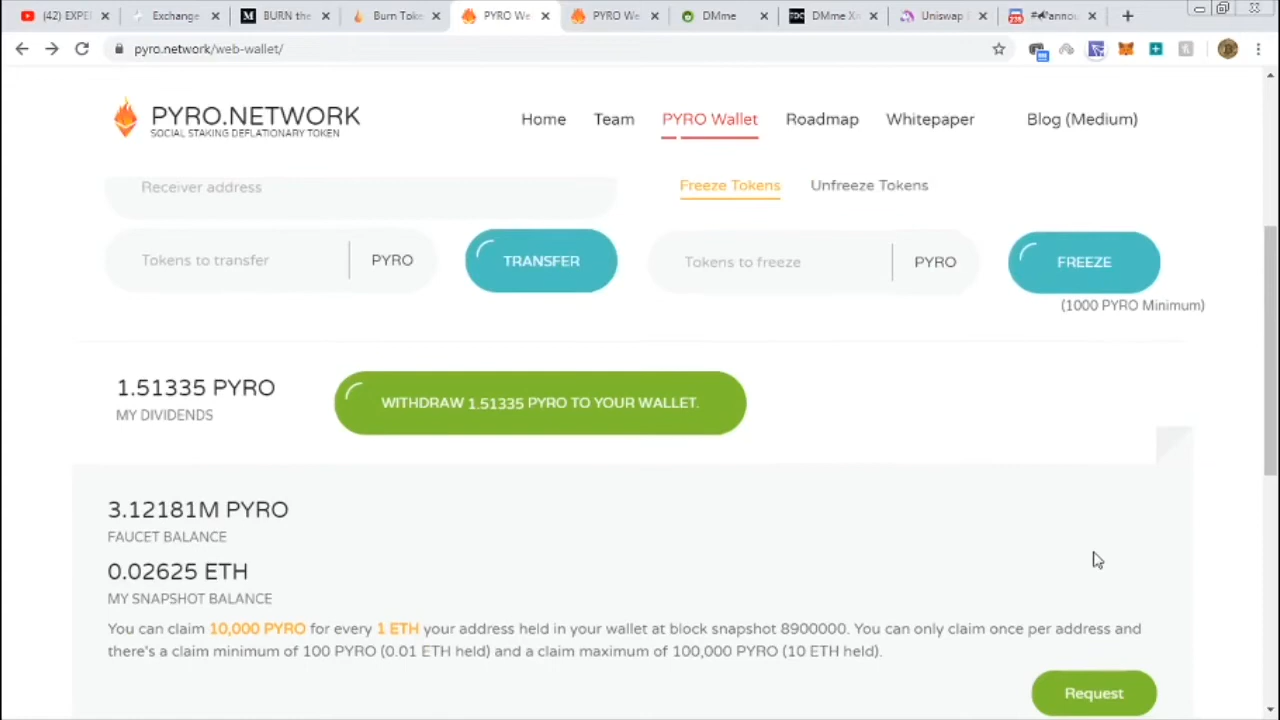 (42) EXPE
Exchange
BURN the
Burn Toke
PYRO We
PYRO We
DMme
DMme Xn
Uniswap
pyro.network/web-wallet/
PYRO.NETWORK
SOCIAL STAKING DEFLATIONARY TOKEN
Home
Team
PYRO Wallet
Roadmap
Whitepaper
Blog (Medium)
Receiver address
Freeze Tokens
Unfreeze Tokens
Tokens to transfer
PYRO
TRANSFER
Tokens to freeze
PYRO
FREEZE
(1000 PYRO Minimum)
1.51335 PYRO
MY DIVIDENDS
WITHDRAW 1.51335 PYRO TO YOUR WALLET.
3.12181M PYRO
FAUCET BALANCE
0.02625 ETH
MY SNAPSHOT BALANCE
You can claim 10,000 PYRO for every 1 ETH your address held in your wallet at block snapshot 8900000. You can only claim once per address and
there's a claim minimum of 100 PYRO (0.01 ETH held) and a claim maximum of 100,000 PYRO (10 ETH held).
Request